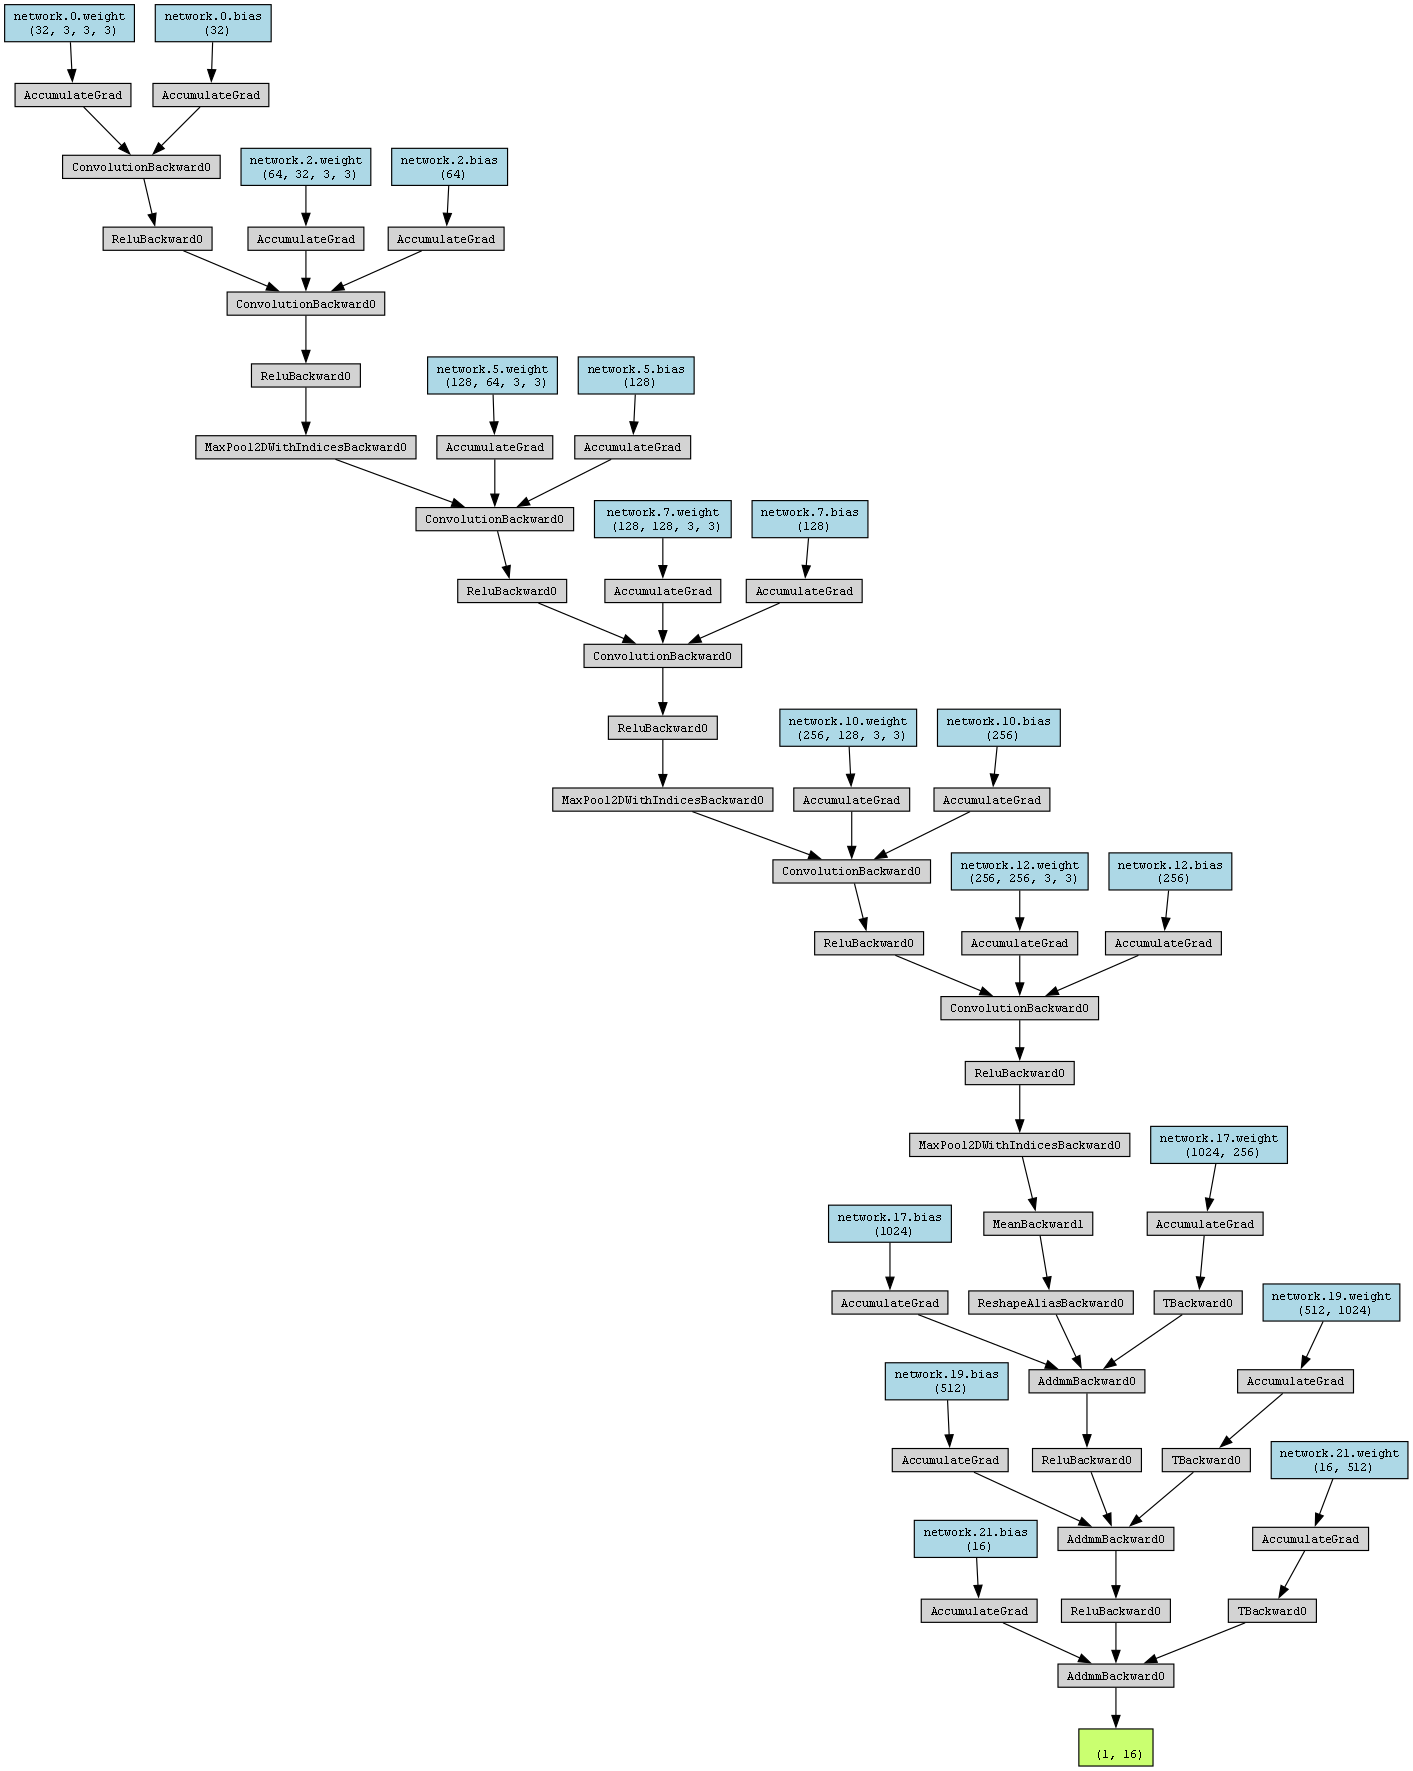 network.0.weight
(32, 3, 3, 3)
network.0.bias
(32)
AccumulateGrad
AccumulateGrad
ConvolutionBackward0
network.2.weight
(64, 32, 3, 3)
network.2.bias
(64)
ReluBackward0
AccumulateGrad
AccumulateGrad
ConvolutionBackward0
ReluBackward0
network.5.weight
(128, 64, 3, 3)
network.5.bias
(128)
MaxPool2DWithIndicesBackward0
AccumulateGrad
AccumulateGrad
ConvolutionBackward0
network.7.weight
(128, 128, 3, 3)
network.7.bias
(128)
ReluBackward0
AccumulateGrad
AccumulateGrad
ConvolutionBackward0
ReluBackward0
network.10.weight
(256, 128, 3, 3)
network.10.bias
(256)
MaxPool2DWithIndicesBackward0
AccumulateGrad
AccumulateGrad
ConvolutionBackward0
network.12.weight
(256, 256, 3, 3)
network.12.bias
(256)
ReluBackward0
AccumulateGrad
AccumulateGrad
ConvolutionBackward0
ReluBackward0
MaxPool2DWithIndicesBackward0
network.17.weight
(1024, 256)
network.17.bias
(1024)
MeanBackward1
AccumulateGrad
AccumulateGrad
ReshapeAliasBackward0
TBackward0
network.19.weight
(512, 1024)
network.19.bias
(512)
AddmmBackward0
AccumulateGrad
AccumulateGrad
ReluBackward0
TBackward0
network.21.weight
(16, 512)
network.21.bias
(16)
AddmmBackward0
AccumulateGrad
AccumulateGrad
ReluBackward0
TBackward0
AddmmBackward0
(1, 16)